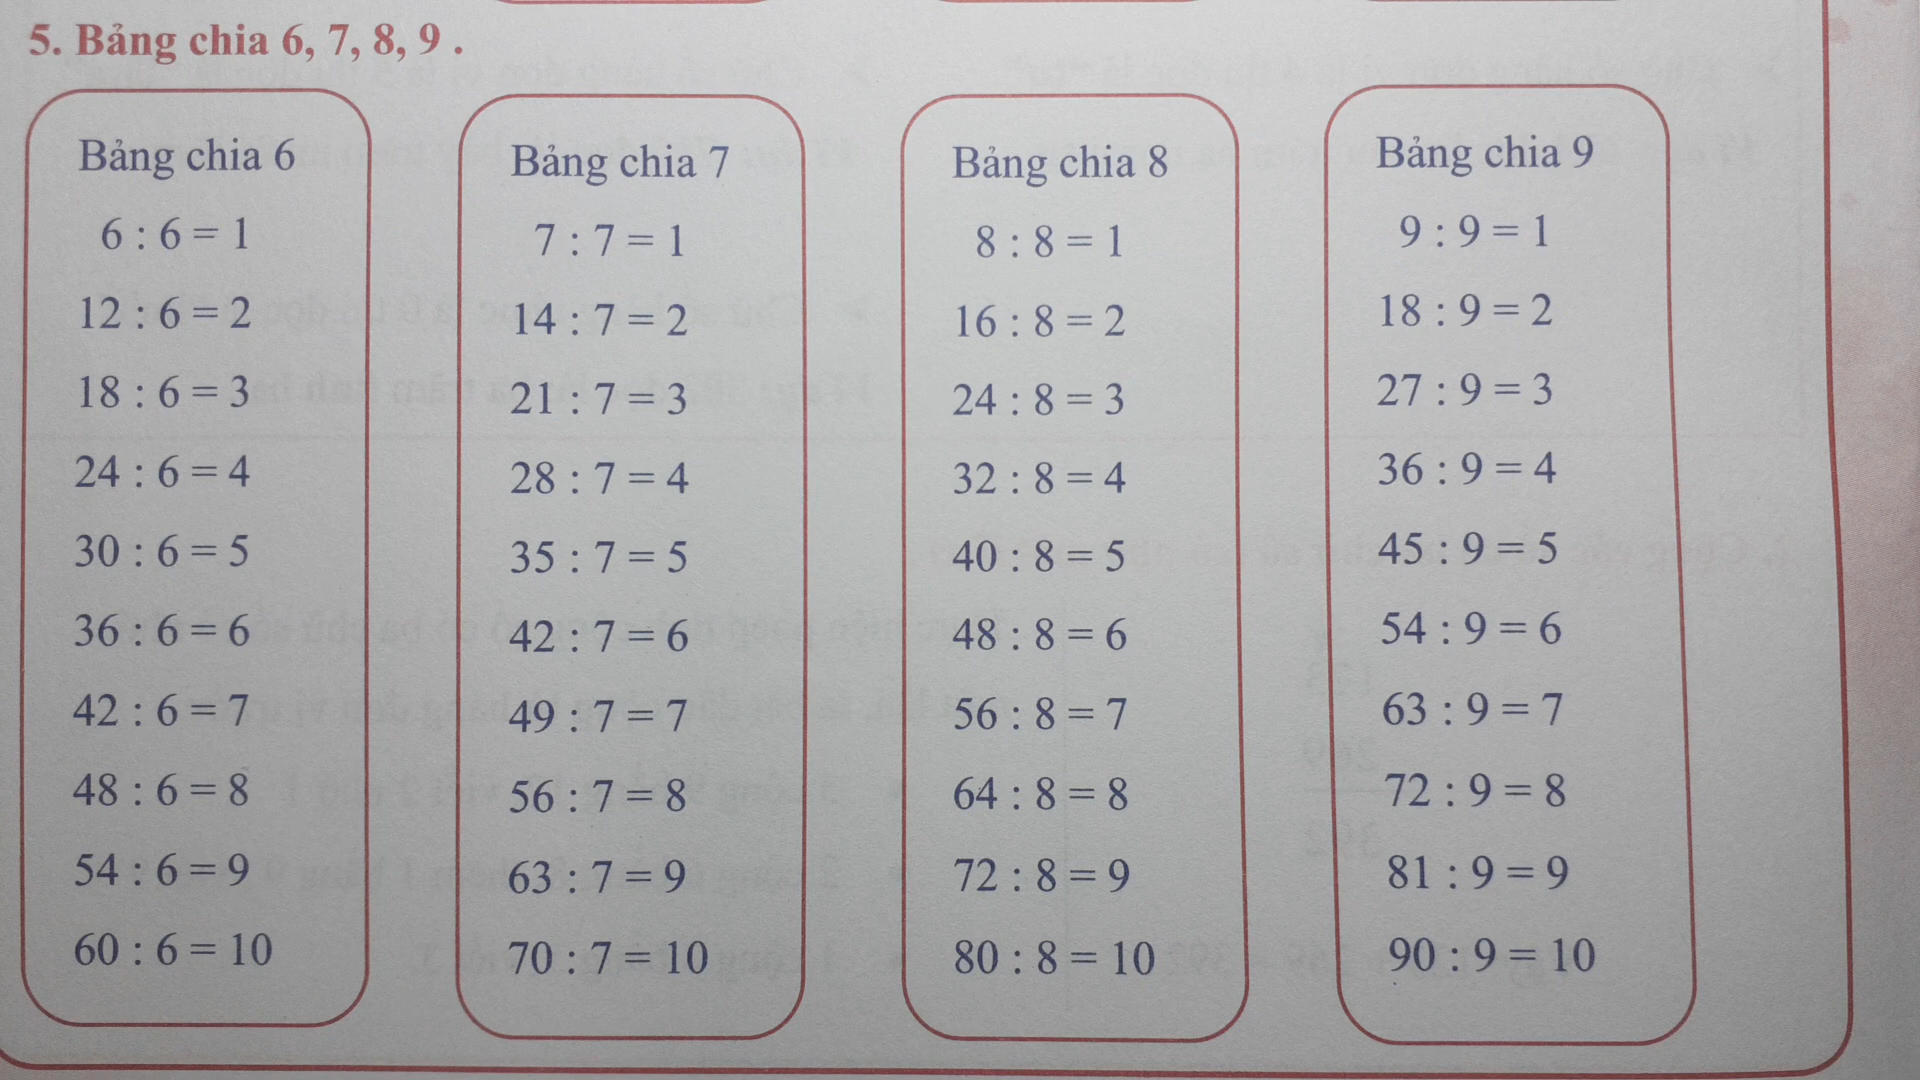 5. Bảng chia 6, 7, 8, 9 .
Bảng chia 6
6 : 6 = 1
12 : 6 = 2
18 : 6 = 3
24 : 6 = 4
30 : 6 = 5
36 : 6 = 6
42 : 6 = 7
48 : 6 = 8
54 : 6 = 9
60 : 6 = 10
Bảng chia 7
7 : 7 = 1
14 : 7 = 2
21 : 7 = 3
28 : 7 = 4
35 : 7 = 5
42 : 7 = 6
49 : 7 = 7
56 : 7 = 8
63 : 7 = 9
70 : 7 = 10
Bảng chia 8
8 : 8 = 1
16 : 8 = 2
24 : 8 = 3
32 : 8 = 4
40 : 8 = 5
48 : 8 = 6
56 : 8 = 7
64 : 8 = 8
72 : 8 = 9
80 : 8 = 10
Bảng chia 9
9 : 9 = 1
18 : 9 = 2
27 : 9 = 3
36 : 9 = 4
45 : 9 = 5
54 : 9 = 6
63 : 9 = 7
72 : 9 = 8
81 : 9 = 9
90 : 9 = 10